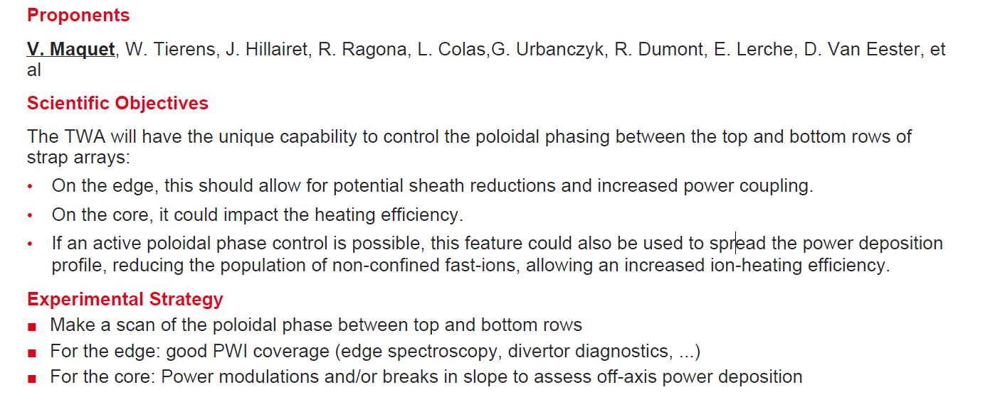 Proponents
V. Maquet, W. Tierens, J. Hillairet, R. Ragona, L. Colas,G. Urbanczyk, R. Dumont, E. Lerche, D. Van Eester, et
al
Scientific Objectives
The TWA will have the unique capability to control the poloidal phasing between the top and bottom rows of
strap arrays:
• On the edge, this should allow for potential sheath reductions and increased power coupling.
• On the core, it could impact the heating efficiency.
• If an active poloidal phase control is possible, this feature could also be used to spread the power deposition
profile, reducing the population of non-confined fast-ions, allowing an increased ion-heating efficiency.
Experimental Strategy
■ Make a scan of the poloidal phase between top and bottom rows
■ For the edge: good PWI coverage (edge spectroscopy, divertor diagnostics, ...)
■ For the core: Power modulations and/or breaks in slope to assess off-axis power deposition